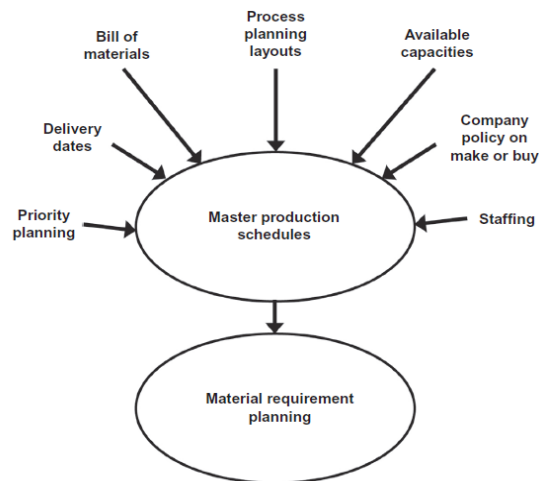 Process
planning
layouts
Bill of
materials
Available
capacities
Delivery
dates
Company
policy on
make or buy
Priority
planning
Master production
schedules
Staffing
Material requirement
planning